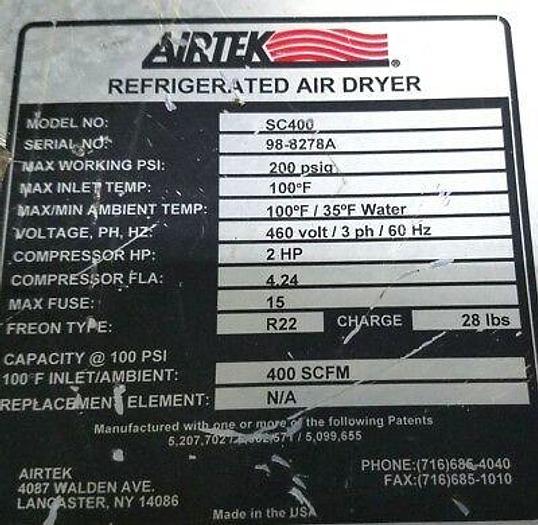 AIRTEK®
REFRIGERATED AIR DRYER
MODEL NO: SC400
SERIAL NO: 98-8278A
MAX WORKING PSI: 200 psig
MAX INLET TEMP: 100°F
MAX/MIN AMBIENT TEMP: 100°F / 35°F Water
VOLTAGE, PH, HZ: 460 volt / 3 ph / 60 Hz
COMPRESSOR HP: 2 HP
COMPRESSOR FLA: 4.24
MAX FUSE: 15
FREON TYPE: R22 CHARGE 28 lbs
CAPACITY @ 100 PSI
100°F INLET/AMBIENT: 400 SCFM
REPLACEMENT ELEMENT: N/A
Manufactured with one or more of the following Patents
5,207,702 / 571 / 5,099,655
AIRTEK
4087 WALDEN AVE.
LANCASTER, NY 14086
PHONE:(716)686-4040
FAX:(716)685-1010
Made in the USA